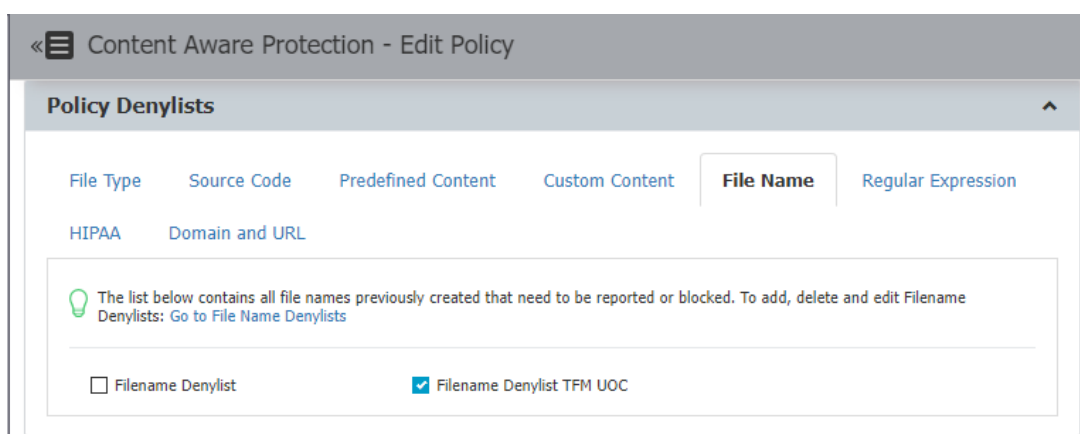 « Content Aware Protection - Edit Policy
Policy Denylists
File Type Source Code Predefined Content Custom Content File Name Regular Expression
HIPAA Domain and URL
The list below contains all file names previously created that need to be reported or blocked. To add, delete and edit Filename
Denylists: Go to File Name Denylists
Filename Denylist Filename Denylist TFM UOC